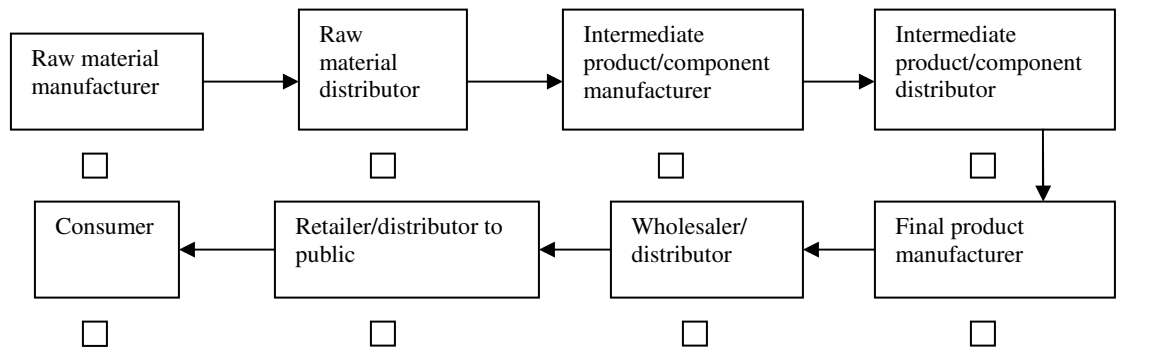 Raw material
manufacturer
Raw
material
distributor
Intermediate
product/component
manufacturer
Intermediate
product/component
distributor
Final product
manufacturer
Wholesaler/
distributor
Retailer/distributor to
public
Consumer